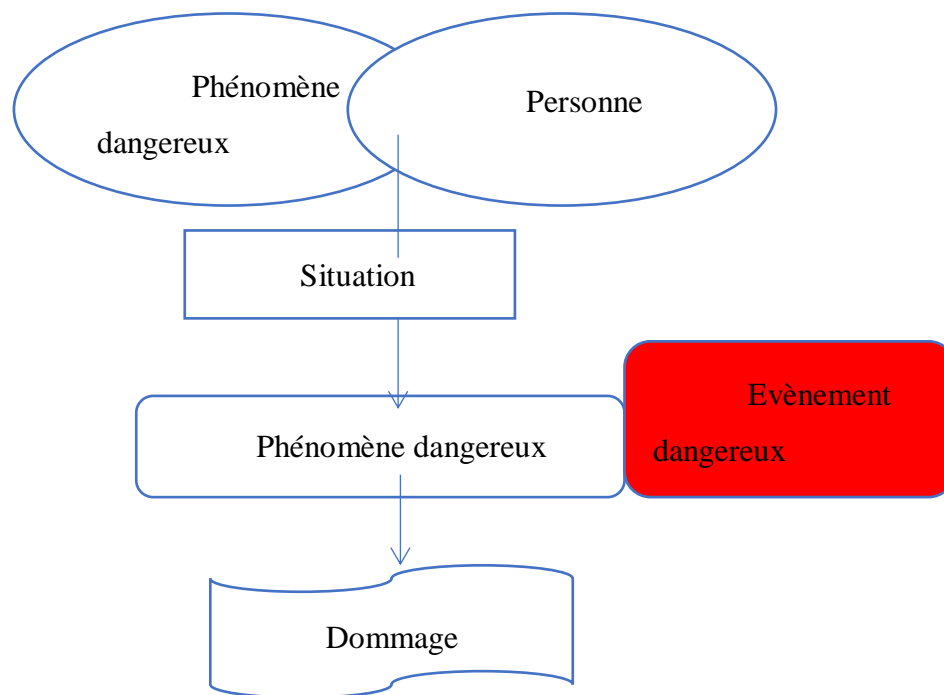 Phénomène
dangereux
Personne
Situation
Evènement
dangereux
Phénomène dangereux
Dommage